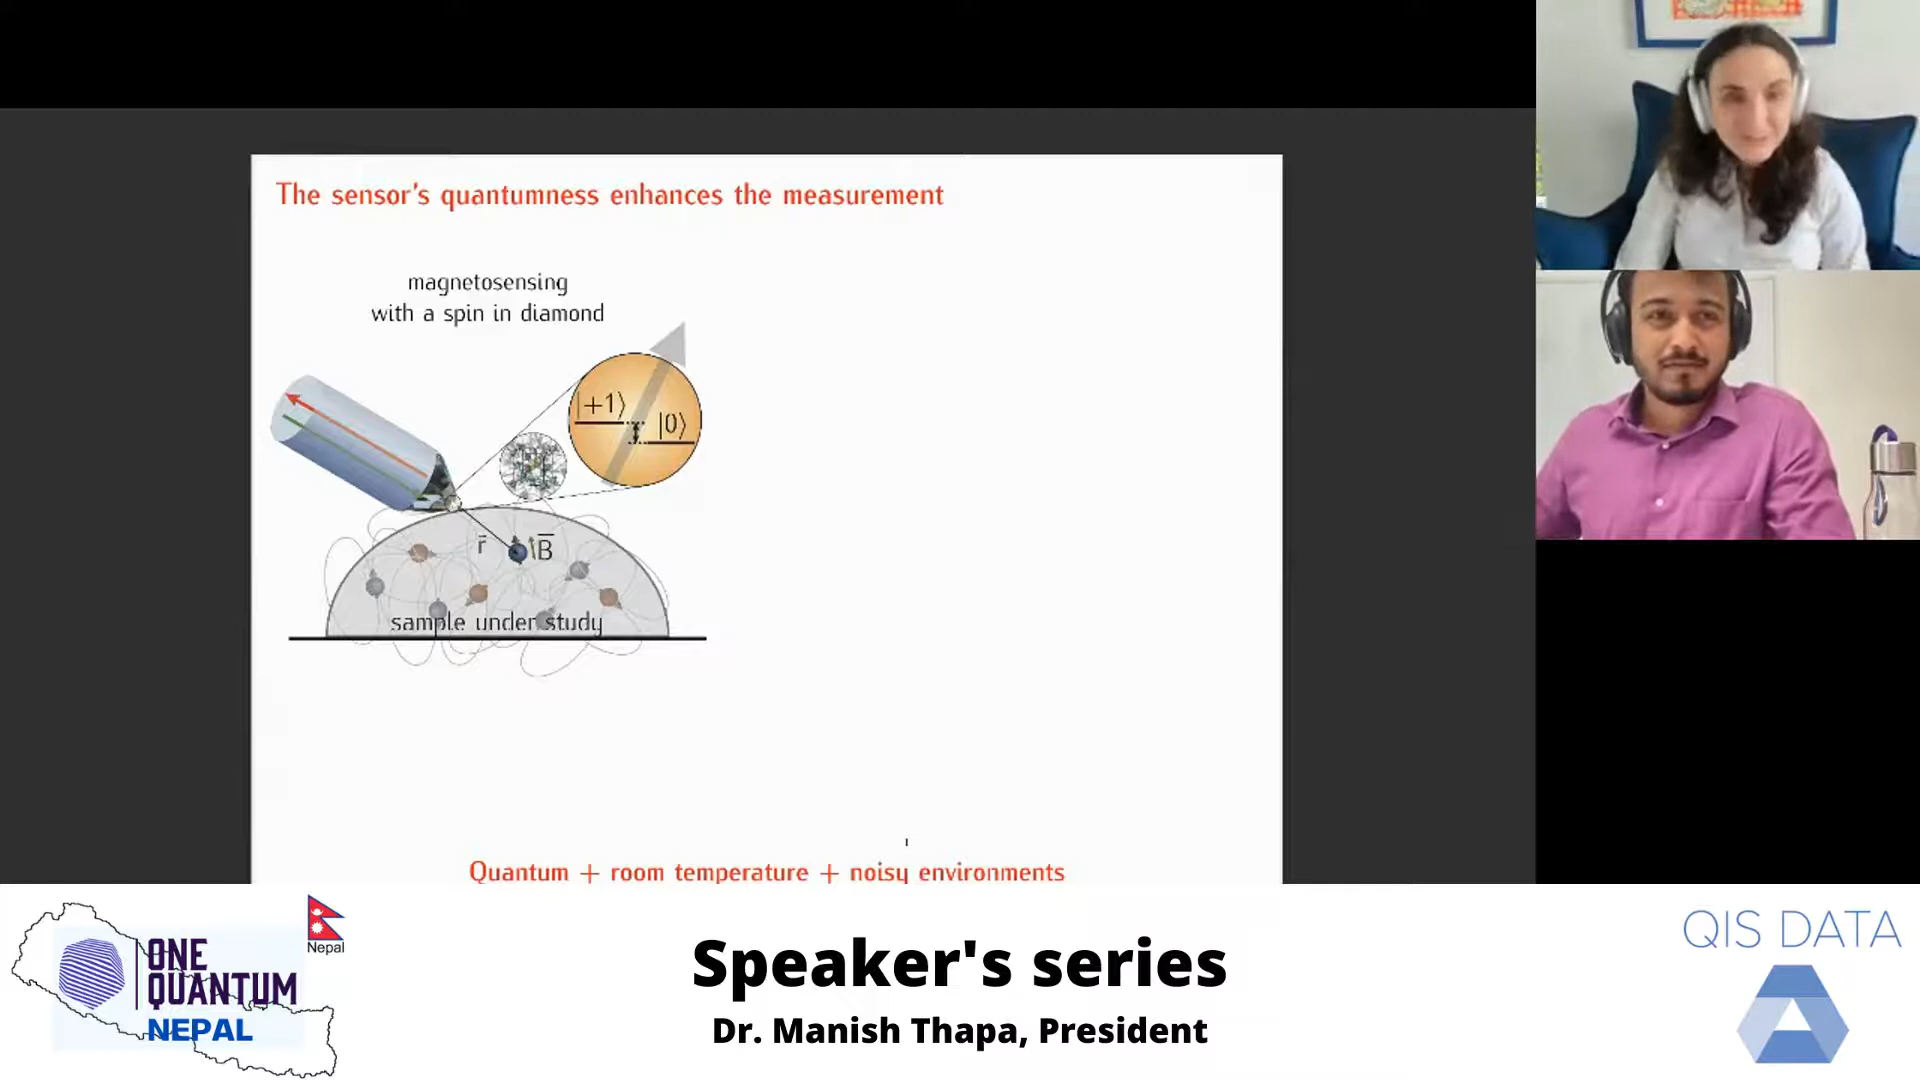 The sensor's quantumness enhances the measurement
magnetosensing
with a spin in diamond
|+1⟩
|0⟩
r̄
B̄
sample under study
Quantum + room temperature + noisy environments
ONE
QUANTUM
NEPAL
Nepal
Speaker's series
Dr. Manish Thapa, President
QIS DATA